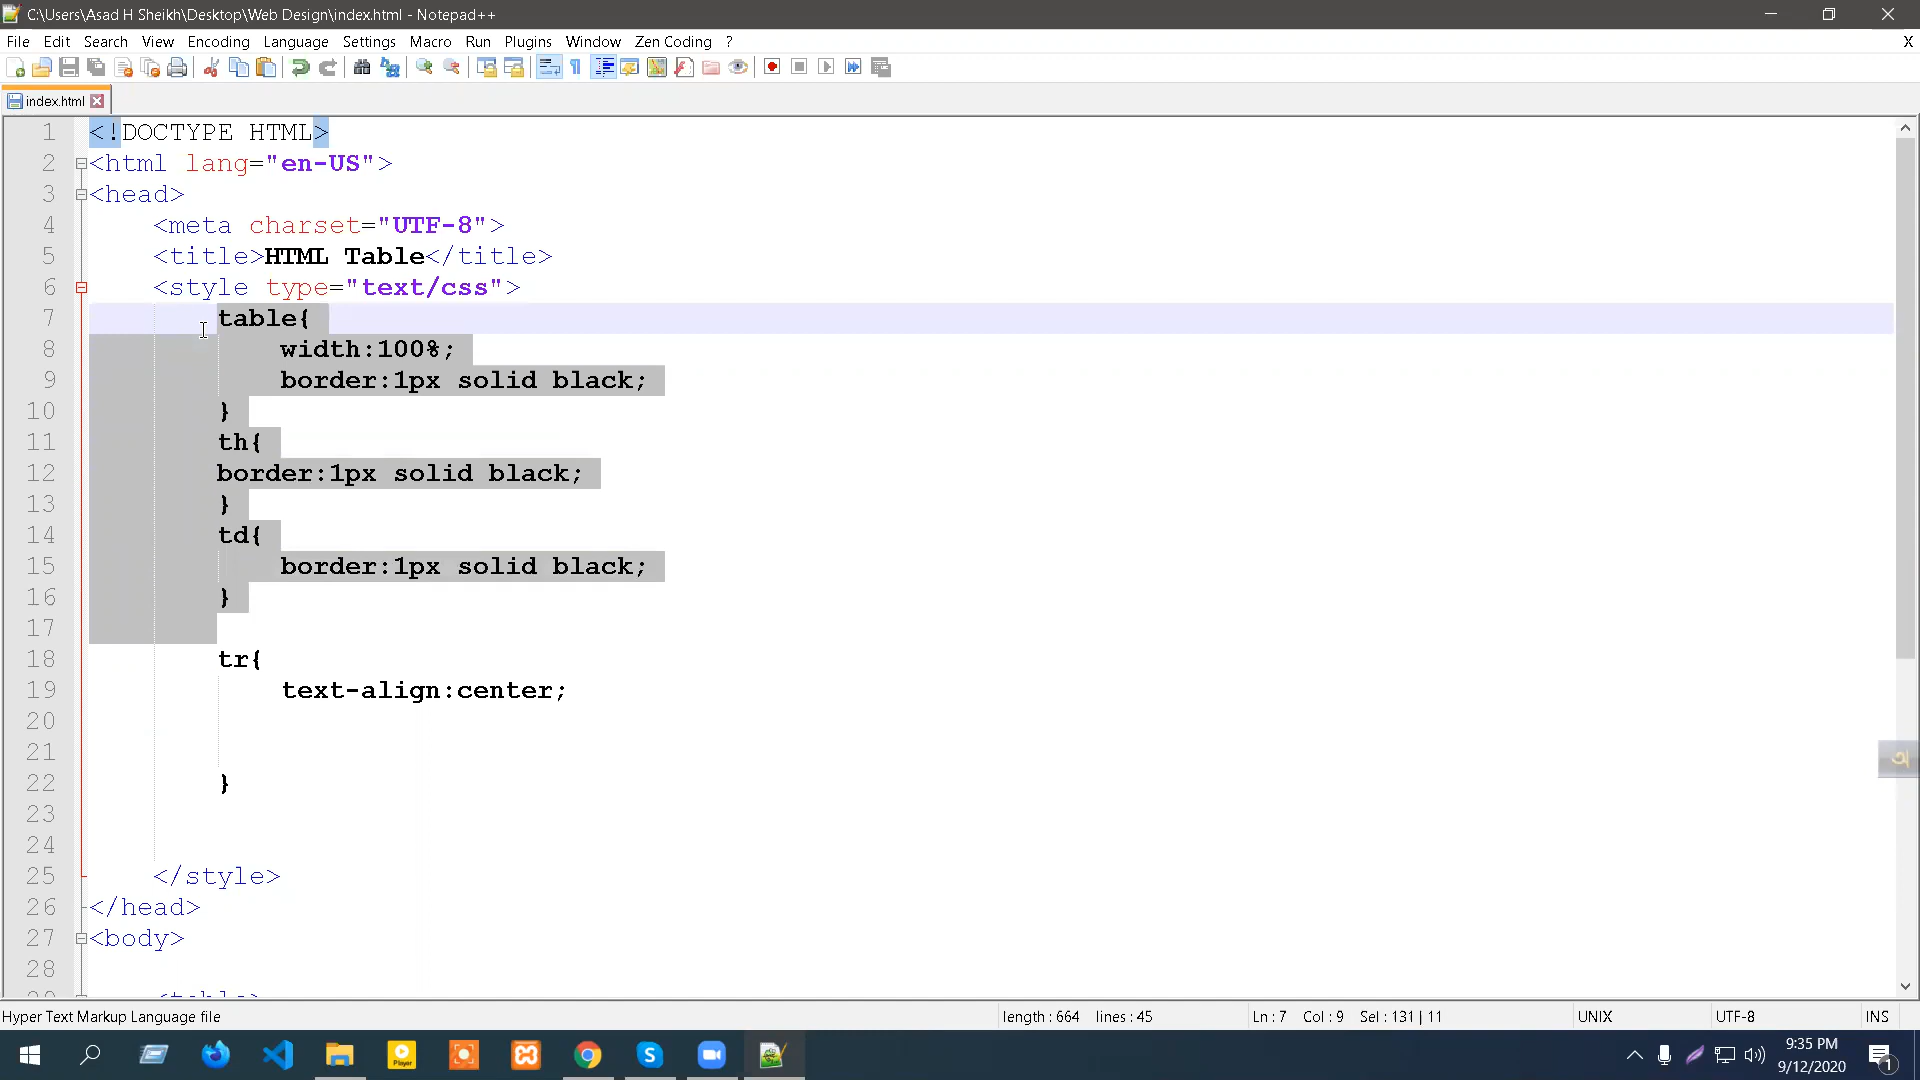 C:\Users\Asad H Sheikh\Desktop\Web Design\index.html - Notepad++
File Edit Search View Encoding Language Settings Macro Run Plugins Window Zen Coding ? X
index.html
1 <!DOCTYPE HTML>
2 <html lang="en-US">
3 <head>
4 <meta charset="UTF-8">
5 <title>HTML Table</title>
6 <style type="text/css">
7 table{
8 width:100%;
9 border:1px solid black;
10 }
11 th{
12 border:1px solid black;
13 }
14 td{
15 border:1px solid black;
16 }
17
18 tr{
19 text-align:center;
20
21
22 }
23
24
25 </style>
26 </head>
27 <body>
28
অ
Hyper Text Markup Language file length : 664 lines : 45 Ln : 7 Col : 9 Sel : 131 | 11 UNIX UTF-8 INS
Player
9:35 PM
9/12/2020
1